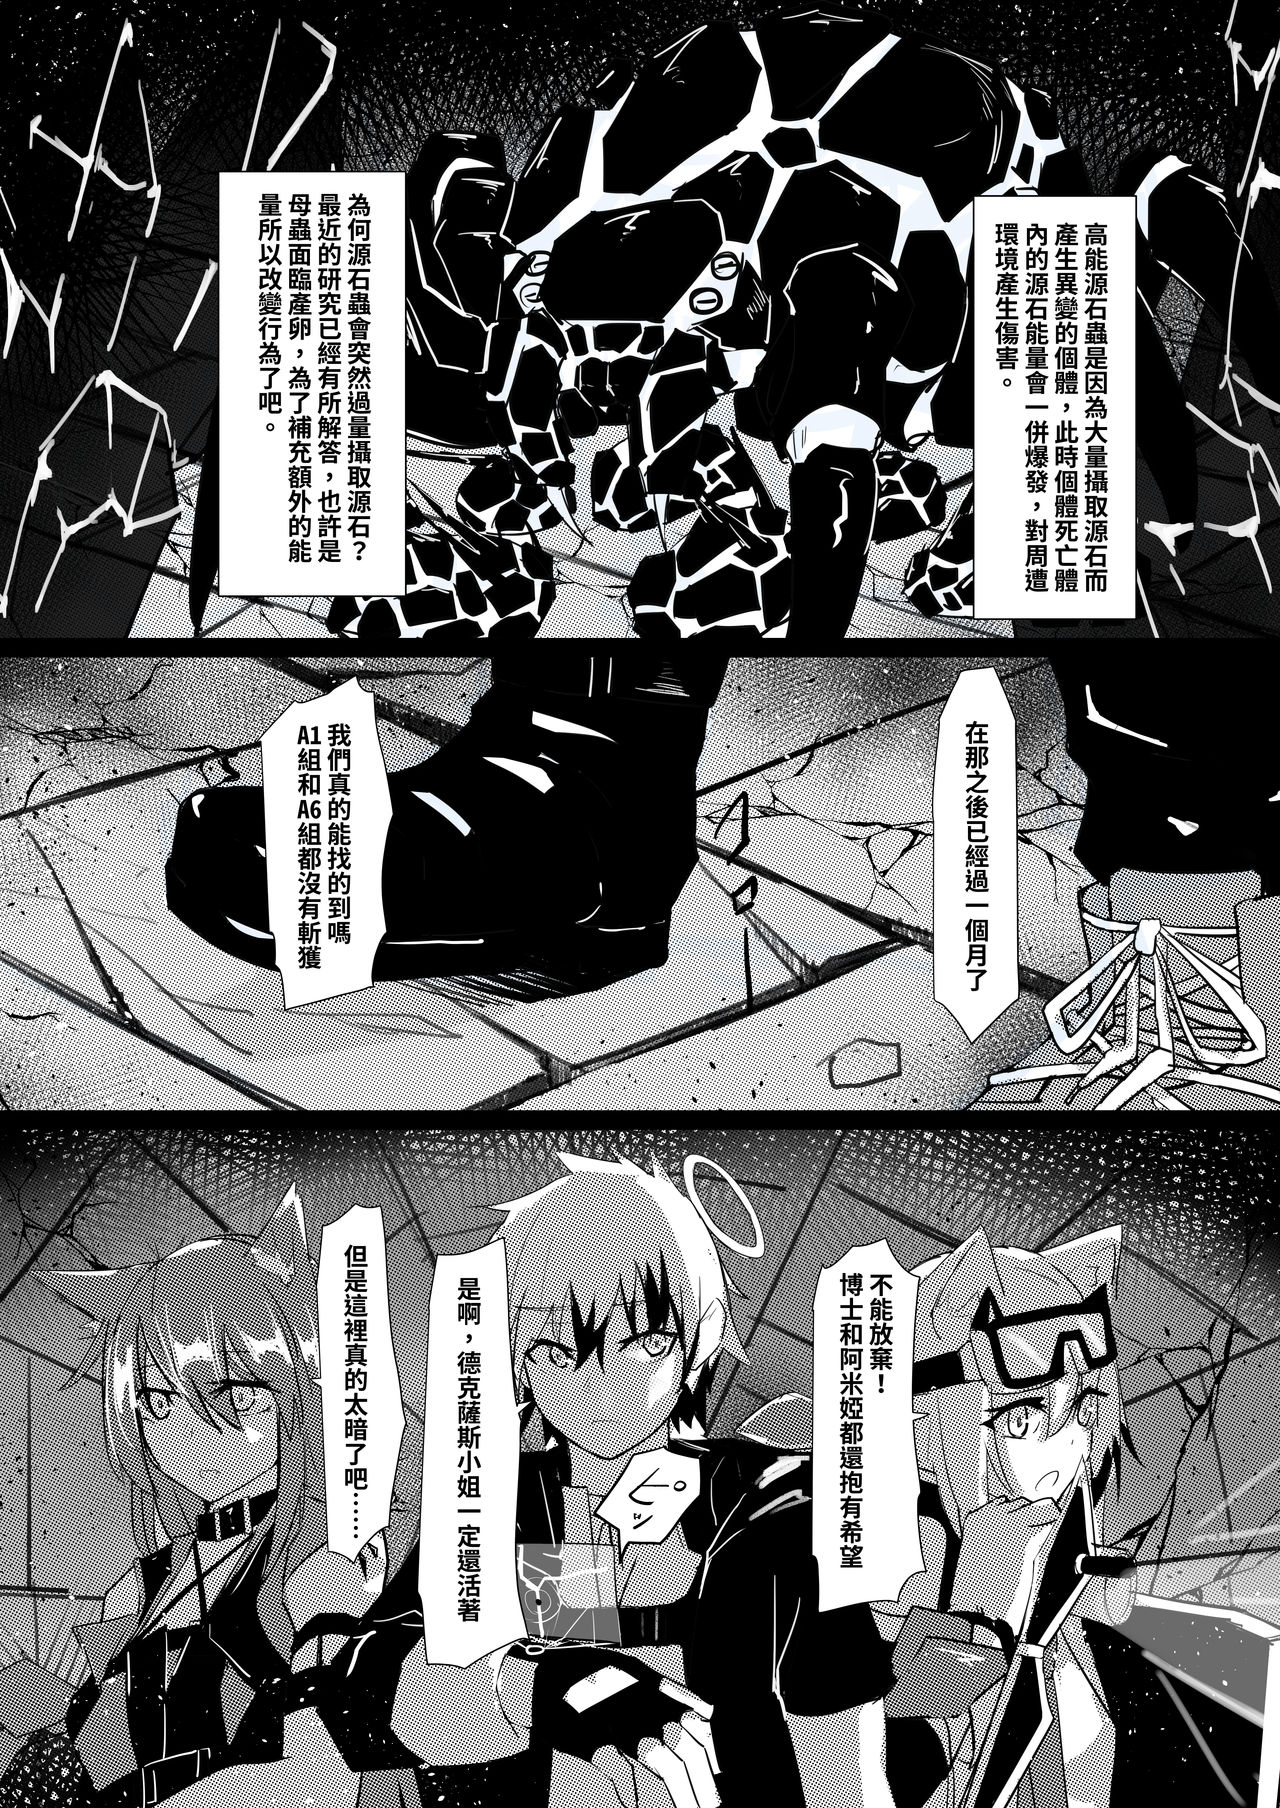 高能源石蟲是因為大量攝取源石而
產生異變的個體，此時個體死亡體
內的源石能量會一併爆發，對周遭
環境產生傷害。
為何源石蟲會突然過量攝取源石？
最近的研究已經有所解答，也許是
母蟲面臨產卵，為了補充額外的能
量所以改變行為了吧。
在那之後已經過一個月了
我們真的能找的到嗎
A1組和A6組都沒有斬獲
不能放棄！
博士和阿米婭都還抱有希望
ピピッ
是啊，德克薩斯小姐一定還活著
但是這裡真的太暗了吧……